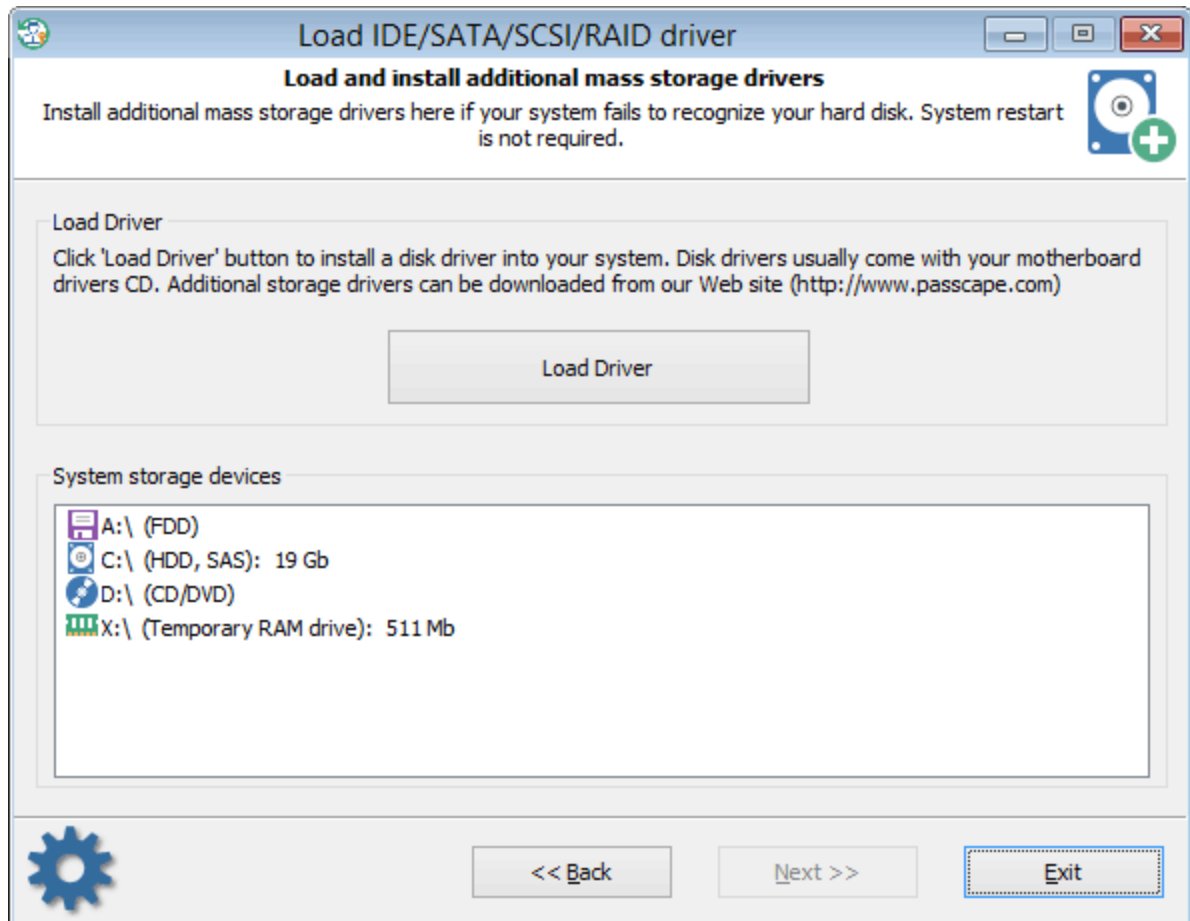 Load IDE/SATA/SCSI/RAID driver
Load and install additional mass storage drivers
Install additional mass storage drivers here if your system fails to recognize your hard disk. System restart
is not required.
Load Driver
Click 'Load Driver' button to install a disk driver into your system. Disk drivers usually come with your motherboard
drivers CD. Additional storage drivers can be downloaded from our Web site (http://www.passcape.com)
Load Driver
System storage devices
A:\ (FDD)
C:\ (HDD, SAS): 19 Gb
D:\ (CD/DVD)
X:\ (Temporary RAM drive): 511 Mb
<< Back
Next >>
Exit